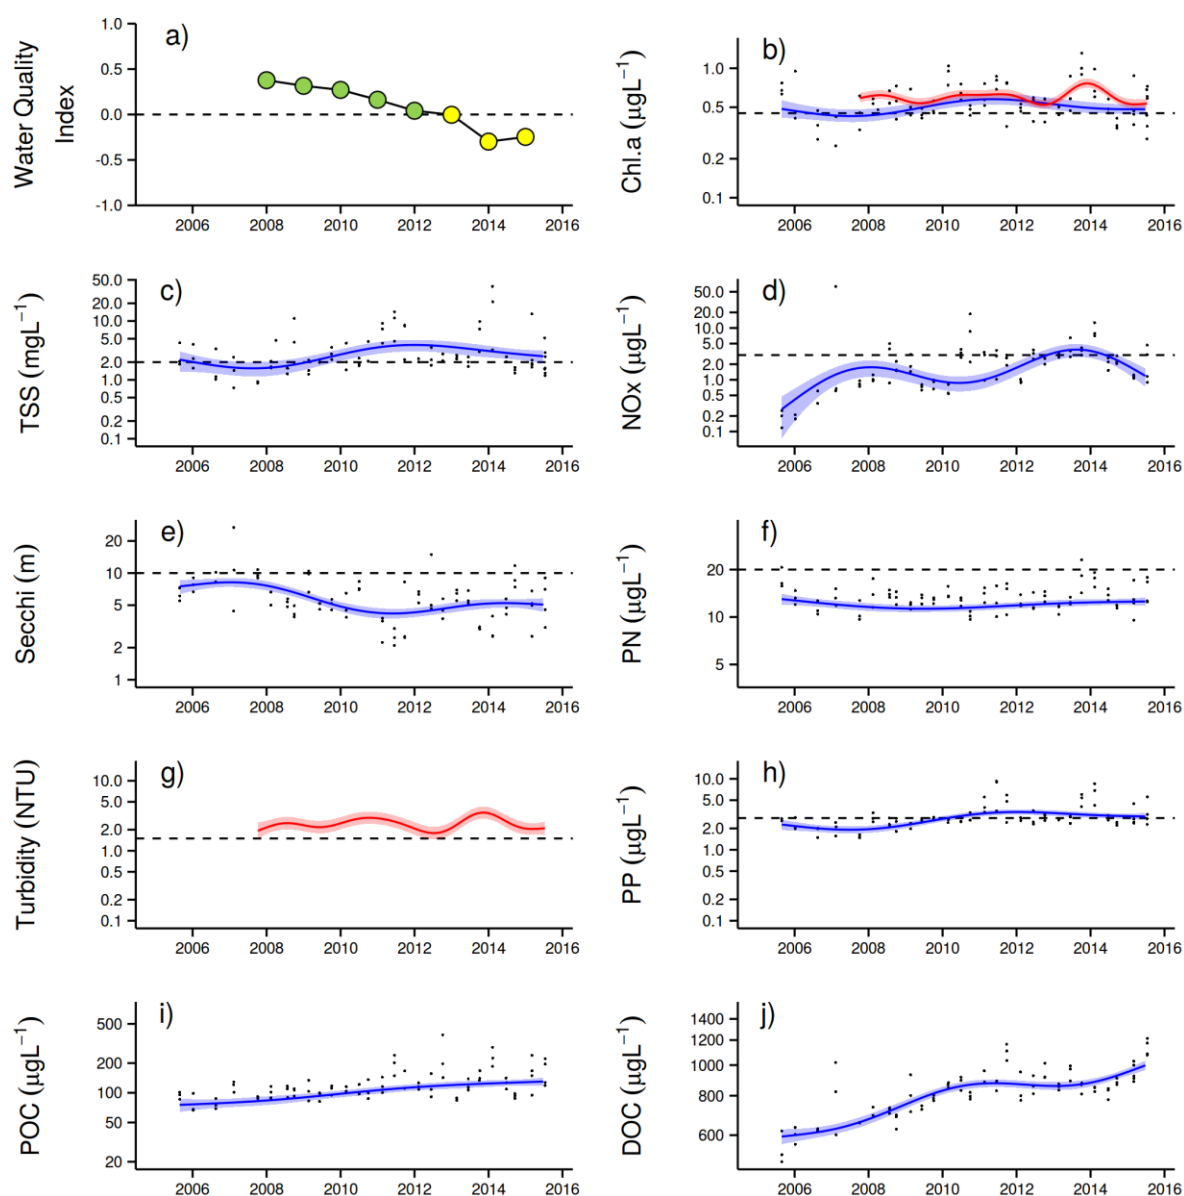 a)
Water Quality
Index
1.0
0.5
0.0
-0.5
-1.0
2006 2008 2010 2012 2014 2016
b)
Chl.a (µgL⁻¹)
1.0
0.5
0.2
0.1
2006 2008 2010 2012 2014 2016
c)
TSS (mgL⁻¹)
50.0
20.0
10.0
5.0
2.0
1.0
0.5
0.2
0.1
2006 2008 2010 2012 2014 2016
d)
NOx (µgL⁻¹)
50.0
20.0
10.0
5.0
2.0
1.0
0.5
0.2
0.1
2006 2008 2010 2012 2014 2016
e)
Secchi (m)
20
10
5
2
1
2006 2008 2010 2012 2014 2016
f)
PN (µgL⁻¹)
20
10
5
2006 2008 2010 2012 2014 2016
g)
Turbidity (NTU)
10.0
5.0
2.0
1.0
0.5
0.2
0.1
2006 2008 2010 2012 2014 2016
h)
PP (µgL⁻¹)
10.0
5.0
2.0
1.0
0.5
0.2
0.1
2006 2008 2010 2012 2014 2016
i)
POC (µgL⁻¹)
500
200
100
50
20
2006 2008 2010 2012 2014 2016
j)
DOC (µgL⁻¹)
1400
1200
1000
800
600
2006 2008 2010 2012 2014 2016